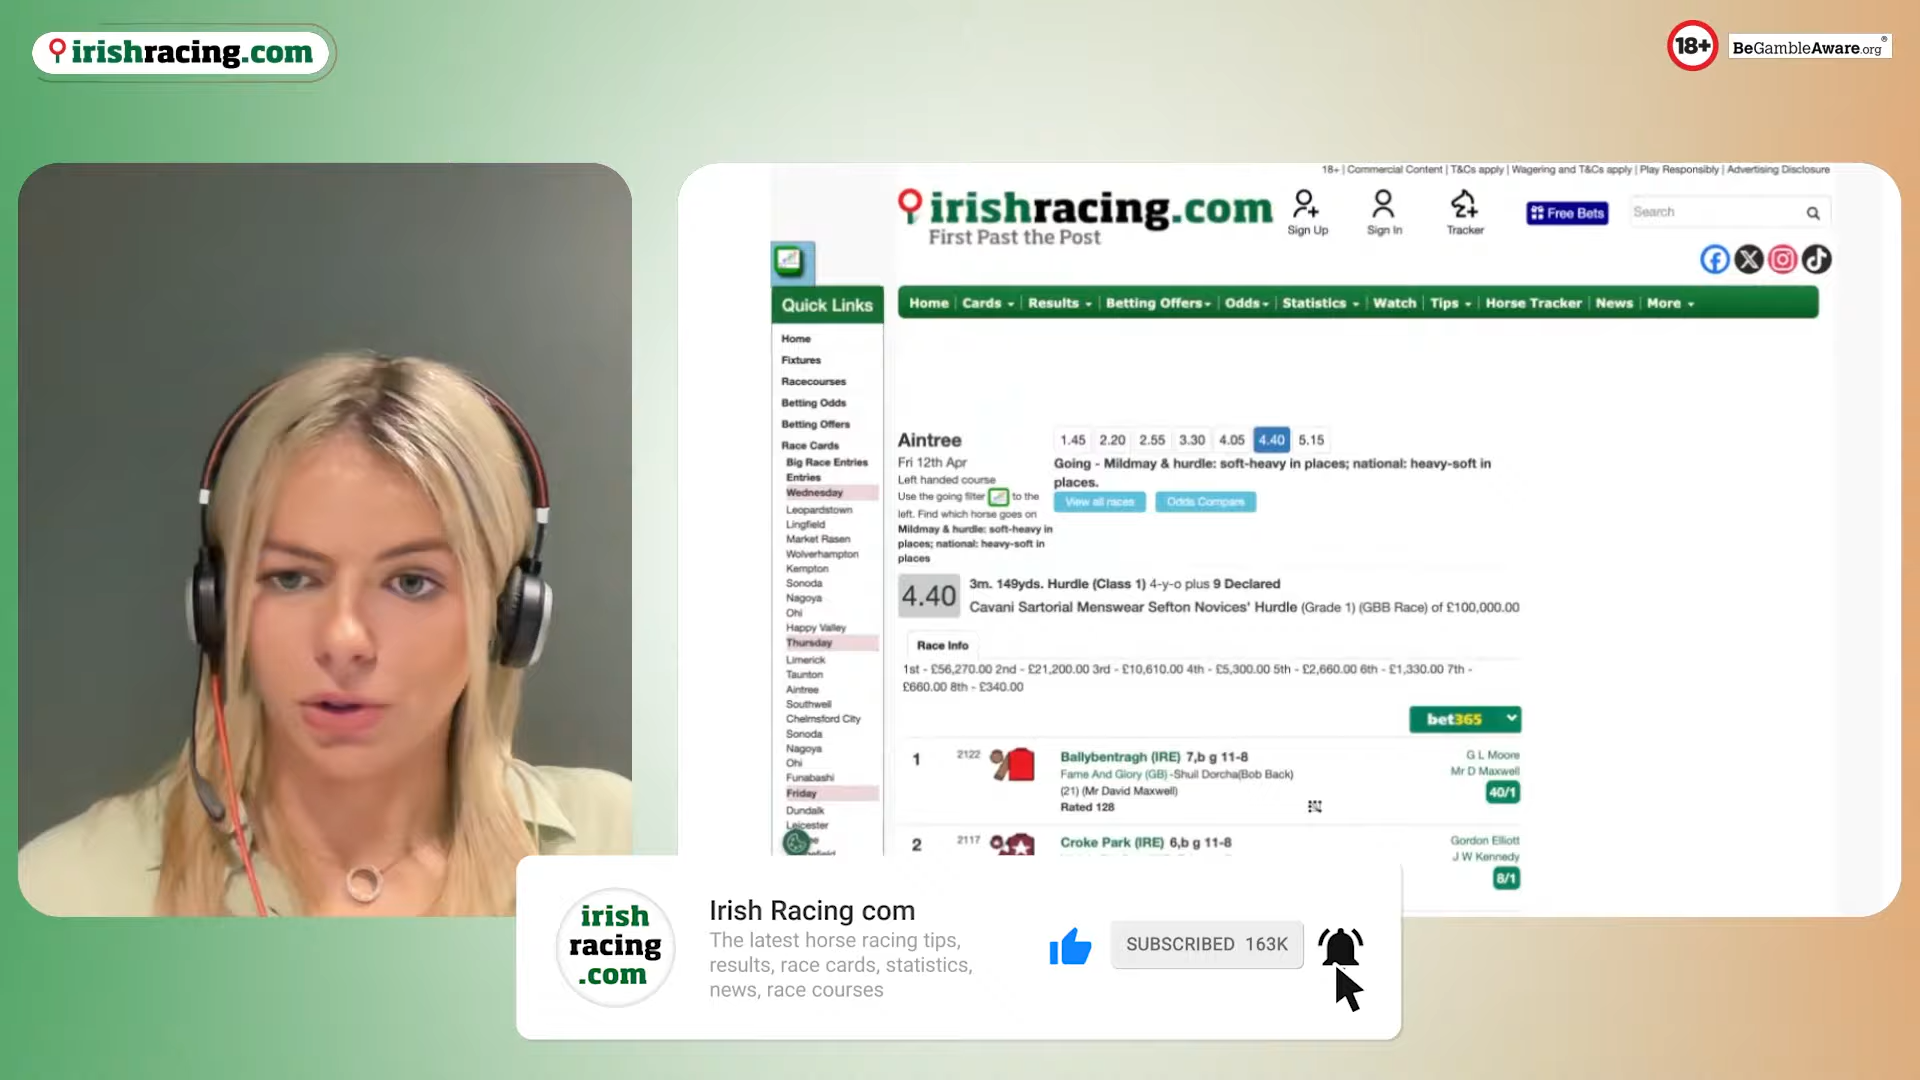 irishracing.com
18+
BeGambleAware.org®
18+ | Commercial Content | T&Cs apply | Wagering and T&Cs apply | Play Responsibly | Advertising Disclosure
irishracing.com
First Past the Post
Sign Up
Sign In
Tracker
Free Bets
Search
Quick Links
Home
Fixtures
Racecourses
Betting Odds
Betting Offers
Race Cards
Big Race Entries
Entries
Wednesday
Leopardstown
Lingfield
Market Rasen
Wolverhampton
Kempton
Sonoda
Nagoya
Ohi
Happy Valley
Thursday
Limerick
Taunton
Aintree
Southwell
Chelmsford City
Sonoda
Nagoya
Ohi
Funabashi
Friday
Dundalk
Leicester
Home Cards Results Betting Offers Odds Statistics Watch Tips Horse Tracker News More
Aintree
Fri 12th Apr
Left handed course
Use the going filter to the
left. Find which horse goes on
Mildmay & hurdle: soft-heavy in
places; national: heavy-soft in
places
1.45 2.20 2.55 3.30 4.05 4.40 5.15
Going - Mildmay & hurdle: soft-heavy in places; national: heavy-soft in
places.
View all races Odds Compare
4.40
3m. 149yds. Hurdle (Class 1) 4-y-o plus 9 Declared
Cavani Sartorial Menswear Sefton Novices' Hurdle (Grade 1) (GBB Race) of £100,000.00
Race Info
1st - £56,270.00 2nd - £21,200.00 3rd - £10,610.00 4th - £5,300.00 5th - £2,660.00 6th - £1,330.00 7th -
£660.00 8th - £340.00
bet365
1 2122 Ballybentragh (IRE) 7,b g 11-8 G L Moore
Fame And Glory (GB) -Shuil Dorcha(Bob Back) Mr D Maxwell
(21) (Mr David Maxwell) 40/1
Rated 128
2 2117 Croke Park (IRE) 6,b g 11-8 Gordon Elliott
J W Kennedy
8/1
irish
racing
.com
Irish Racing com
The latest horse racing tips,
results, race cards, statistics,
news, race courses
SUBSCRIBED 163K